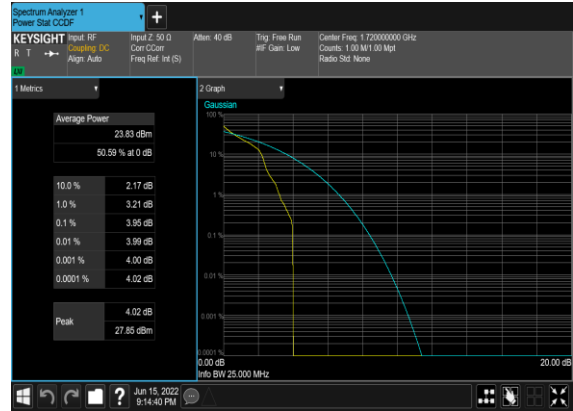 Spectrum Analyzer 1
Power Stat CCDF
KEYSIGHT
R T
LXI
Input: RF
Coupling: DC
Align: Auto
Input Z: 50 Ω
Corr CCorr
Freq Ref: Int (S)
Atten: 40 dB
Trig: Free Run
#IF Gain: Low
Center Freq: 1.720000000 GHz
Counts: 1.00 M/1.00 Mpt
Radio Std: None
1 Metrics
Average Power
23.83 dBm
50.59 % at 0 dB
10.0 % 2.17 dB
1.0 % 3.21 dB
0.1 % 3.95 dB
0.01 % 3.99 dB
0.001 % 4.00 dB
0.0001 % 4.02 dB
Peak
4.02 dB
27.85 dBm
2 Graph
Gaussian
100 %
10 %
1 %
0.1 %
0.01 %
0.001 %
0.0001 %
0.00 dB
20.00 dB
Info BW 25.000 MHz
?
Jun 15, 2022
9:14:40 PM